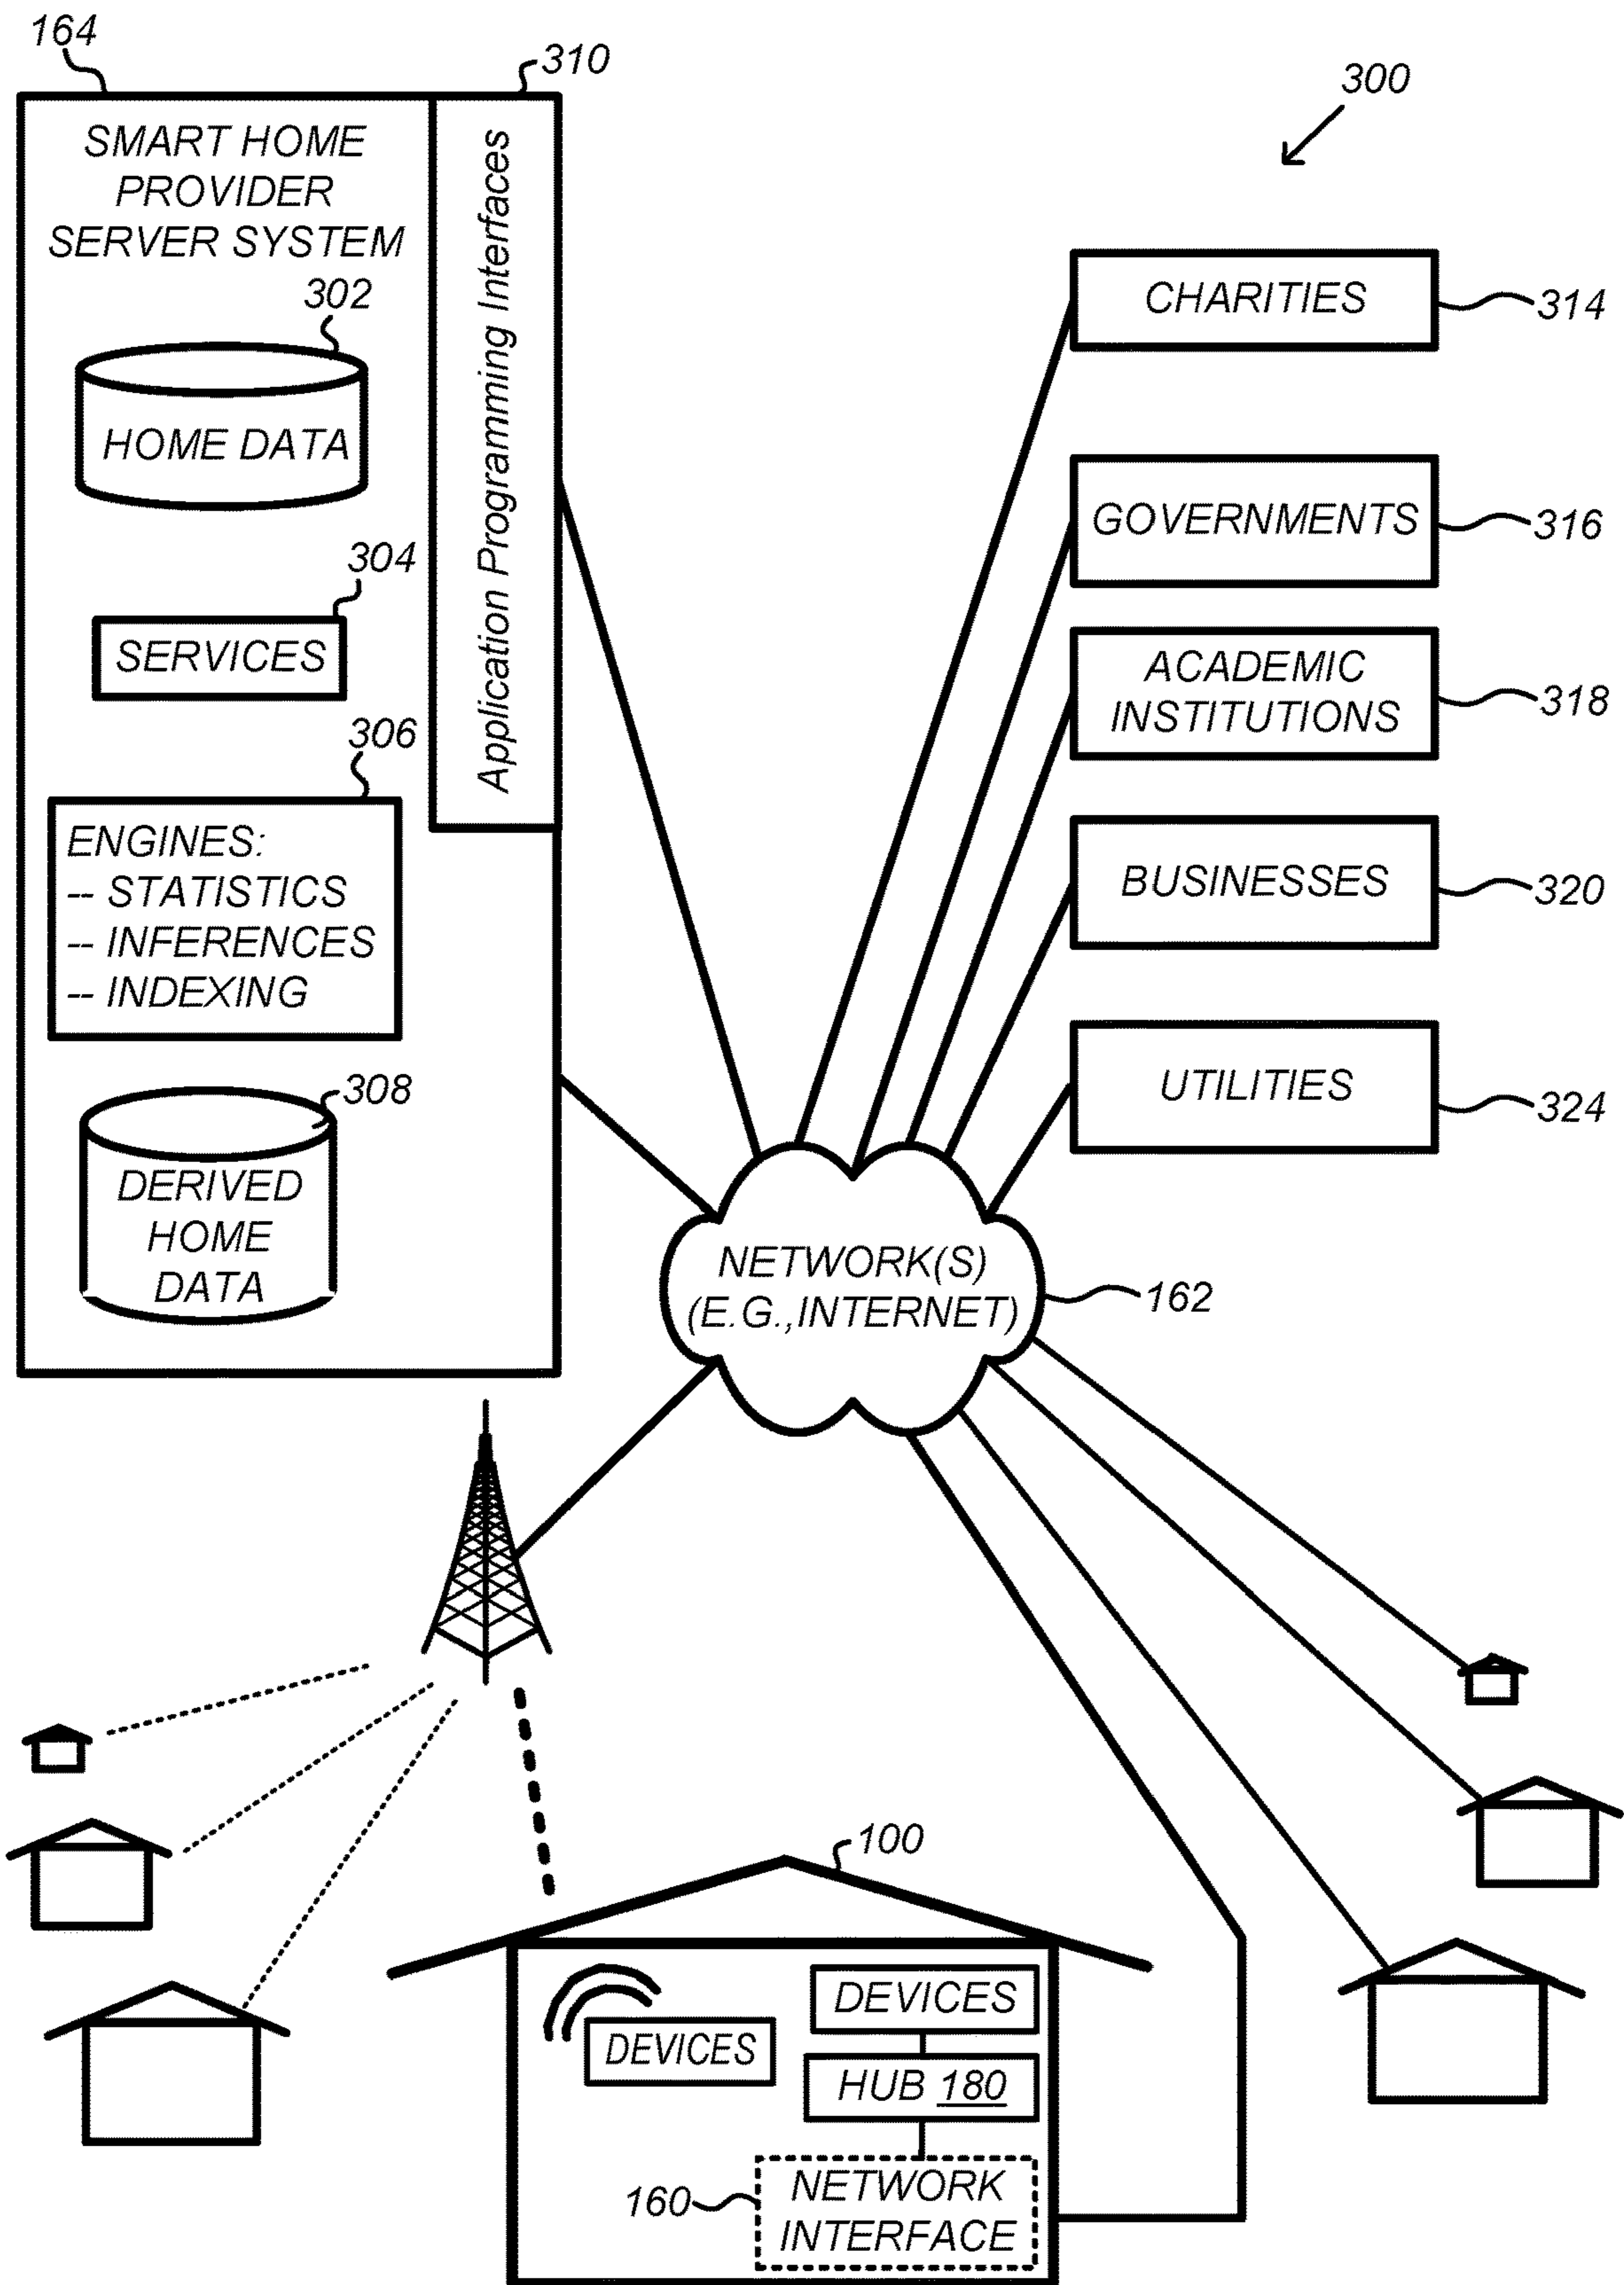 164
310
300
SMART HOME
PROVIDER
SERVER SYSTEM
Application Programming Interfaces
302
HOME DATA
304
SERVICES
306
ENGINES:
-- STATISTICS
-- INFERENCES
-- INDEXING
308
DERIVED
HOME
DATA
CHARITIES
314
GOVERNMENTS
316
ACADEMIC
INSTITUTIONS
318
BUSINESSES
320
UTILITIES
324
NETWORK(S)
(E.G.,INTERNET)
162
100
DEVICES
DEVICES
HUB 180
160
NETWORK
INTERFACE